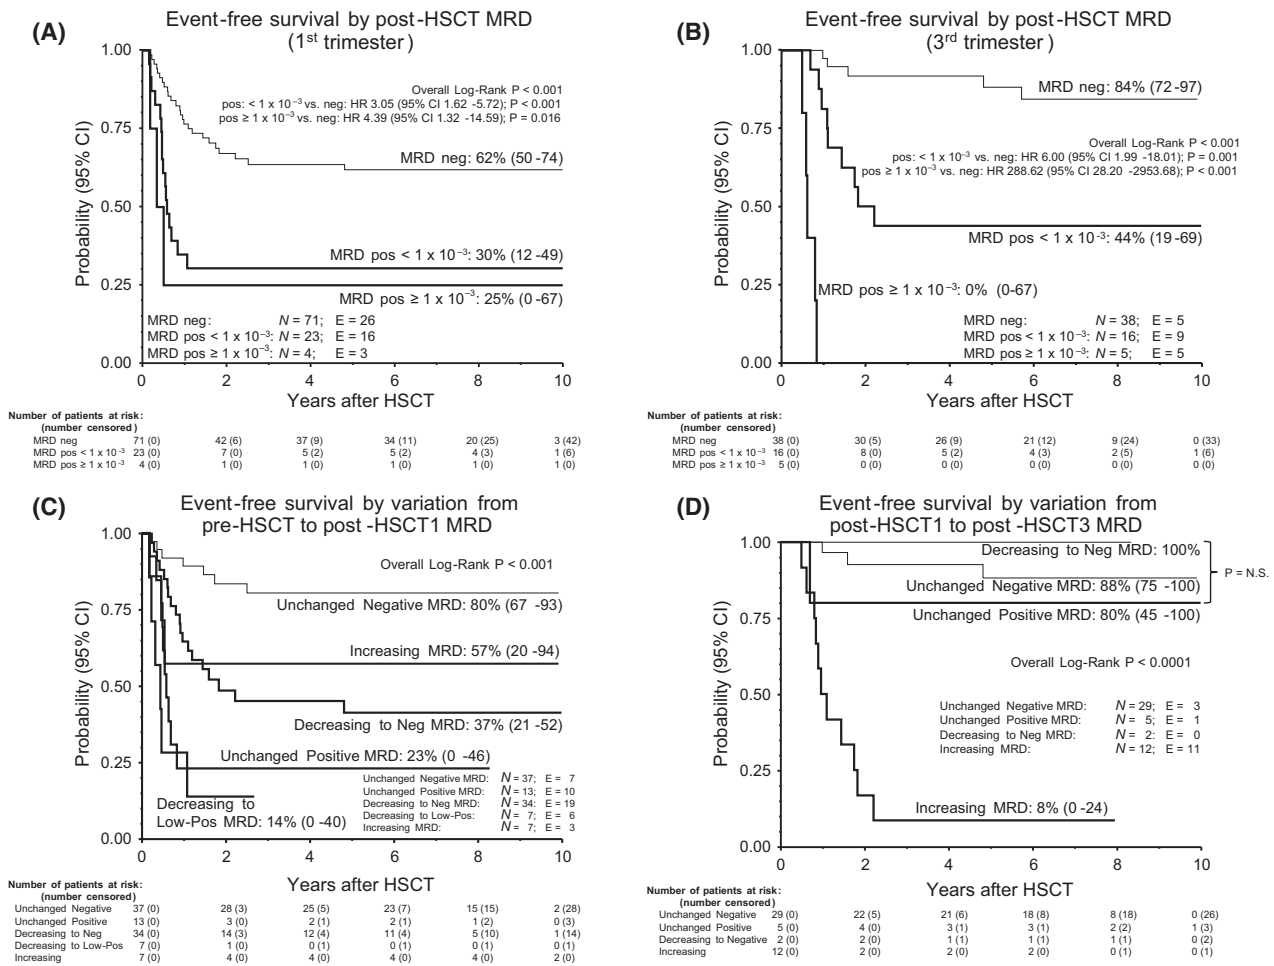 (A)
Event-free survival by post-HSCT MRD
(1st trimester)
Probability (95% CI)
1.00
0.75
0.50
0.25
0.00
Overall Log-Rank P < 0.001
pos: < 1 x 10⁻³ vs. neg: HR 3.05 (95% CI 1.62 -5.72); P < 0.001
pos ≥ 1 x 10⁻³ vs. neg: HR 4.39 (95% CI 1.32 -14.59); P = 0.016
MRD neg: 62% (50 -74)
MRD pos < 1 x 10⁻³: 30% (12 -49)
MRD pos ≥ 1 x 10⁻³: 25% (0 -67)
MRD neg: N = 71; E = 26
MRD pos < 1 x 10⁻³: N = 23; E = 16
MRD pos ≥ 1 x 10⁻³: N = 4; E = 3
0 2 4 6 8 10
Years after HSCT
Number of patients at risk:
(number censored)
MRD neg 71 (0) 42 (6) 37 (9) 34 (11) 20 (25) 3 (42)
MRD pos < 1 x 10⁻³ 23 (0) 7 (0) 5 (2) 5 (2) 4 (3) 1 (6)
MRD pos ≥ 1 x 10⁻³ 4 (0) 1 (0) 1 (0) 1 (0) 1 (0) 1 (0)
(B)
Event-free survival by post-HSCT MRD
(3rd trimester)
Probability (95% CI)
1.00
0.75
0.50
0.25
0.00
MRD neg: 84% (72 -97)
Overall Log-Rank P < 0.001
pos: < 1 x 10⁻³ vs. neg: HR 6.00 (95% CI 1.99 -18.01); P = 0.001
pos ≥ 1 x 10⁻³ vs. neg: HR 288.62 (95% CI 28.20 -2953.68); P < 0.001
MRD pos < 1 x 10⁻³: 44% (19 -69)
MRD pos ≥ 1 x 10⁻³: 0% (0-67)
MRD neg: N = 38; E = 5
MRD pos < 1 x 10⁻³: N = 16; E = 9
MRD pos ≥ 1 x 10⁻³: N = 5; E = 5
0 2 4 6 8 10
Years after HSCT
Number of patients at risk:
(number censored)
MRD neg 38 (0) 30 (5) 26 (9) 21 (12) 9 (24) 0 (33)
MRD pos < 1 x 10⁻³ 16 (0) 8 (0) 5 (2) 4 (3) 2 (5) 1 (6)
MRD pos ≥ 1 x 10⁻³ 5 (0) 0 (0) 0 (0) 0 (0) 0 (0) 0 (0)
(C)
Event-free survival by variation from
pre-HSCT to post -HSCT1 MRD
Probability (95% CI)
1.00
0.75
0.50
0.25
0.00
Overall Log-Rank P < 0.001
Unchanged Negative MRD: 80% (67 -93)
Increasing MRD: 57% (20 -94)
Decreasing to Neg MRD: 37% (21 -52)
Unchanged Positive MRD: 23% (0 -46)
Decreasing to
Low-Pos MRD: 14% (0 -40)
Unchanged Negative MRD: N = 37; E = 7
Unchanged Positive MRD: N = 13; E = 10
Decreasing to Neg MRD: N = 34: E = 19
Decreasing to Low-Pos: N = 7; E = 6
Increasing MRD: N = 7; E = 3
0 2 4 6 8 10
Years after HSCT
Number of patients at risk:
(number censored)
Unchanged Negative 37 (0) 28 (3) 25 (5) 23 (7) 15 (15) 2 (28)
Unchanged Positive 13 (0) 3 (0) 2 (1) 2 (1) 1 (2) 0 (3)
Decreasing to Neg 34 (0) 14 (3) 12 (4) 11 (4) 5 (10) 1 (14)
Decreasing to Low-Pos 7 (0) 1 (0) 0 (1) 0 (1) 0 (1) 0 (1)
Increasing 7 (0) 4 (0) 4 (0) 4 (0) 4 (0) 2 (0)
(D)
Event-free survival by variation from
post-HSCT1 to post -HSCT3 MRD
Probability (95% CI)
1.00
0.75
0.50
0.25
0.00
Decreasing to Neg MRD: 100%
Unchanged Negative MRD: 88% (75 -100)
P = N.S.
Unchanged Positive MRD: 80% (45 -100)
Overall Log-Rank P < 0.0001
Unchanged Negative MRD: N = 29; E = 3
Unchanged Positive MRD: N = 5; E = 1
Decreasing to Neg MRD: N = 2; E = 0
Increasing MRD: N = 12; E = 11
Increasing MRD: 8% (0 -24)
0 2 4 6 8 10
Years after HSCT
Number of patients at risk:
(number censored)
Unchanged Negative 29 (0) 22 (5) 21 (6) 18 (8) 8 (18) 0 (26)
Unchanged Positive 5 (0) 4 (0) 3 (1) 3 (1) 2 (2) 1 (3)
Decreasing to Negative 2 (0) 2 (0) 1 (1) 1 (1) 1 (1) 0 (2)
Increasing 12 (0) 2 (0) 2 (0) 2 (0) 0 (1) 0 (1)